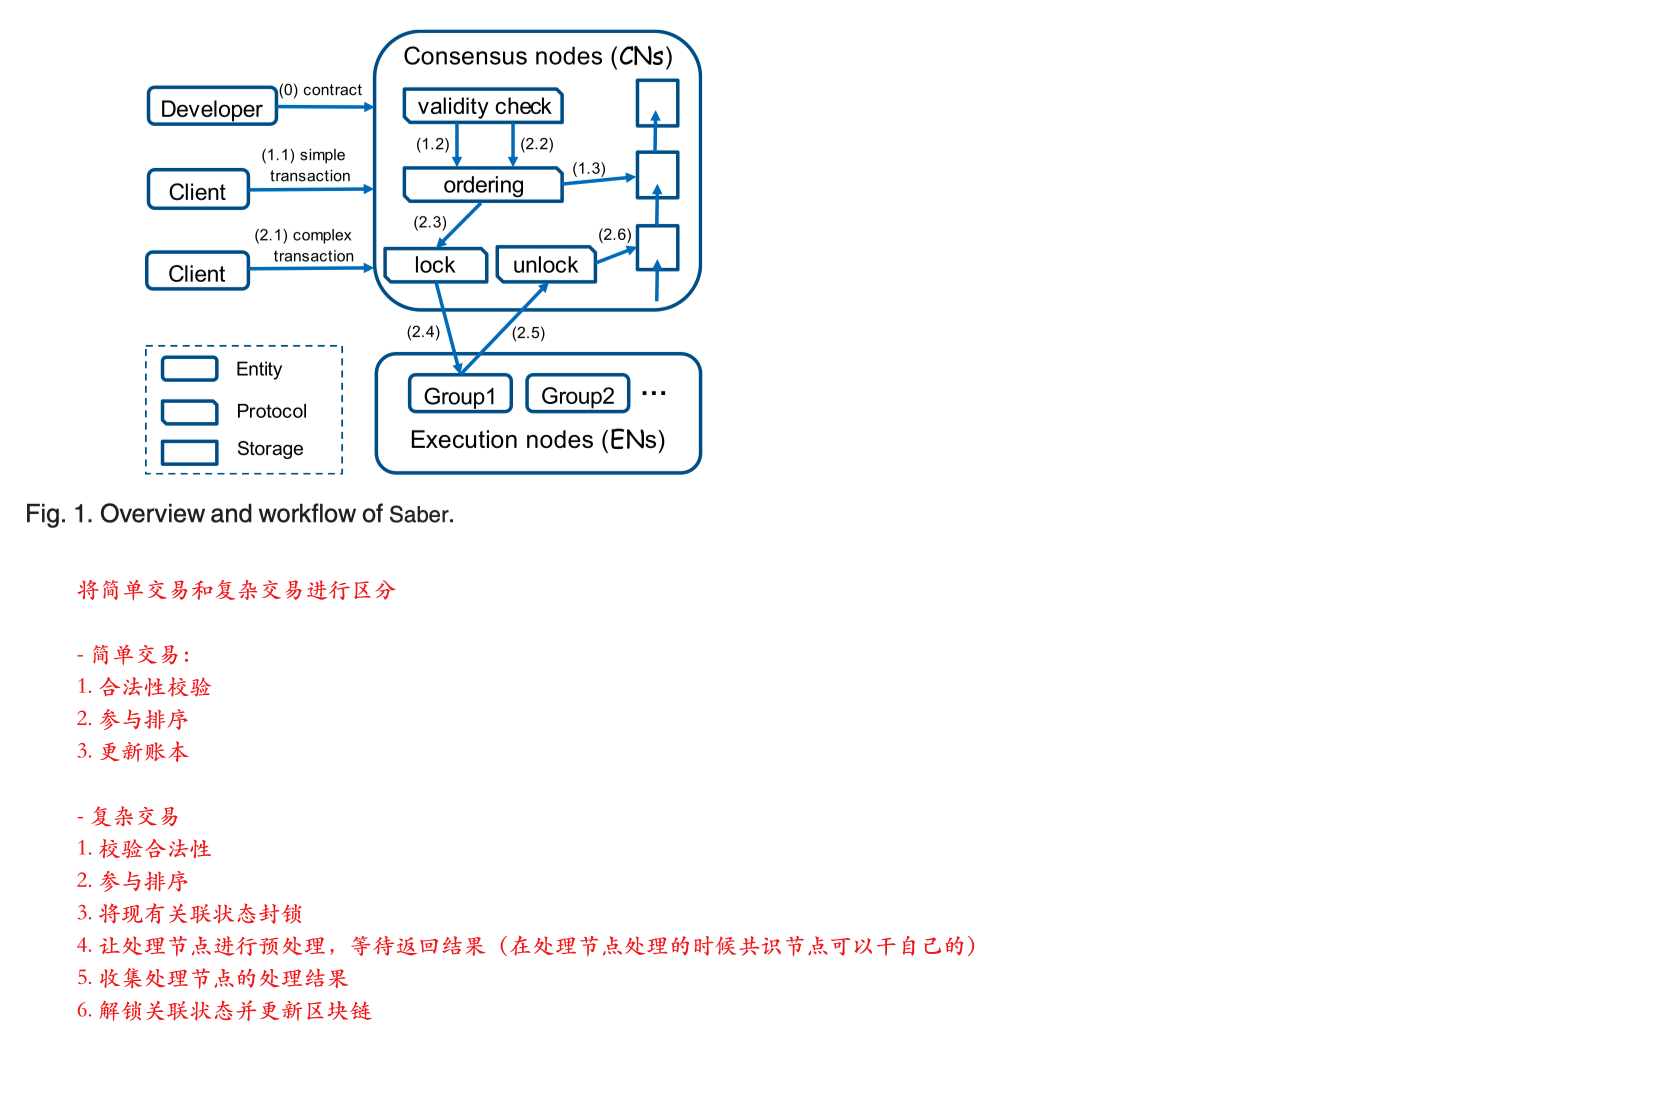 Consensus nodes (CNs)
Developer
(0) contract
validity check
(1.2)
(2.2)
(1.1) simple
transaction
Client
ordering
(1.3)
(2.3)
(2.1) complex
transaction
Client
lock
unlock
(2.6)
(2.4)
(2.5)
Entity
Protocol
Storage
Group1
Group2
...
Execution nodes (ENs)
Fig. 1. Overview and workflow of Saber.
将简单交易和复杂交易进行区分
- 简单交易：
1. 合法性校验
2. 参与排序
3. 更新账本
- 复杂交易
1. 校验合法性
2. 参与排序
3. 将现有关联状态封锁
4. 让处理节点进行预处理，等待返回结果（在处理节点处理的时候共识节点可以干自己的）
5. 收集处理节点的处理结果
6. 解锁关联状态并更新区块链